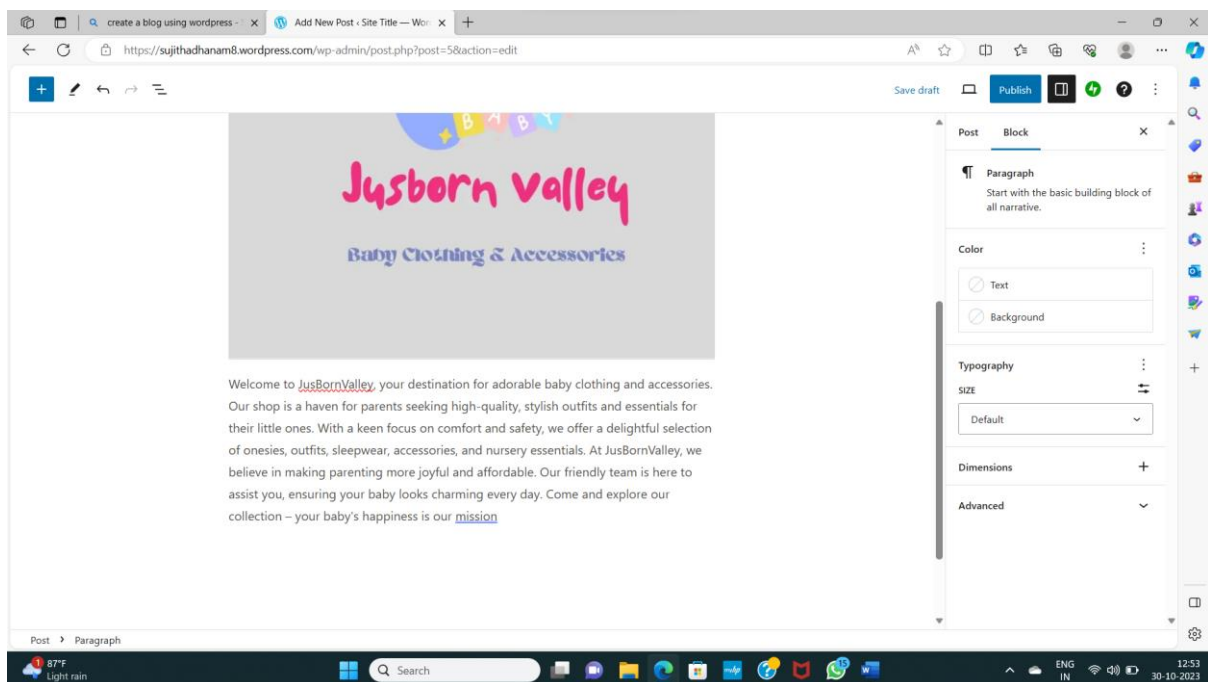 create a blog using wordpress -
Add New Post ‹ Site Title — Wor
https://sujithadhanam8.wordpress.com/wp-admin/post.php?post=5&action=edit
Save draft
Publish
BABY
Jusborn Valley
Baby Clothing & Accessories
Welcome to JusBornValley, your destination for adorable baby clothing and accessories.
Our shop is a haven for parents seeking high-quality, stylish outfits and essentials for
their little ones. With a keen focus on comfort and safety, we offer a delightful selection
of onesies, outfits, sleepwear, accessories, and nursery essentials. At JusBornValley, we
believe in making parenting more joyful and affordable. Our friendly team is here to
assist you, ensuring your baby looks charming every day. Come and explore our
collection – your baby's happiness is our mission
Post Block
Paragraph
Start with the basic building block of
all narrative.
Color
Text
Background
Typography
SIZE
Default
Dimensions
Advanced
Post › Paragraph
1
87°F
Light rain
Search
15
ENG
IN
12:53
30-10-2023